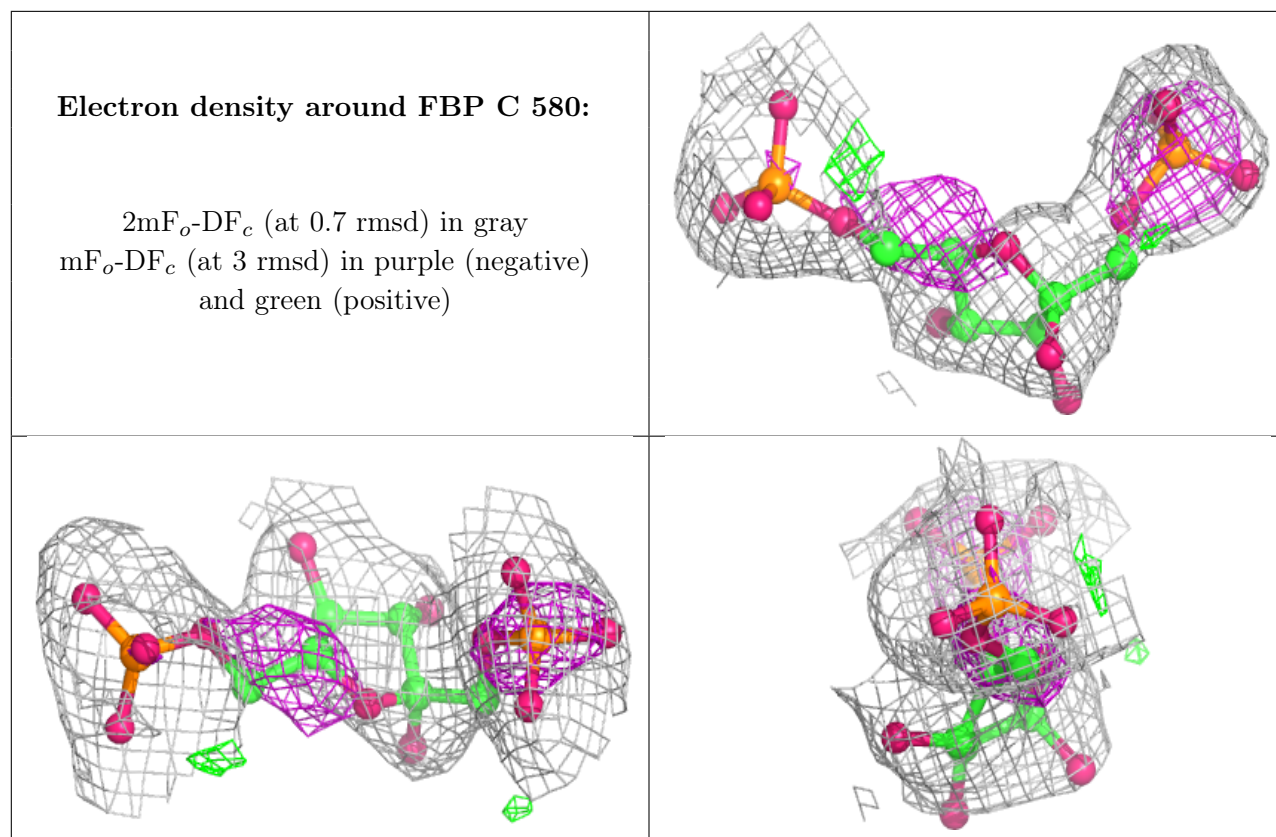 Electron density around FBP C 580:
2mFo-DFc (at 0.7 rmsd) in gray
mFo-DFc (at 3 rmsd) in purple (negative)
and green (positive)